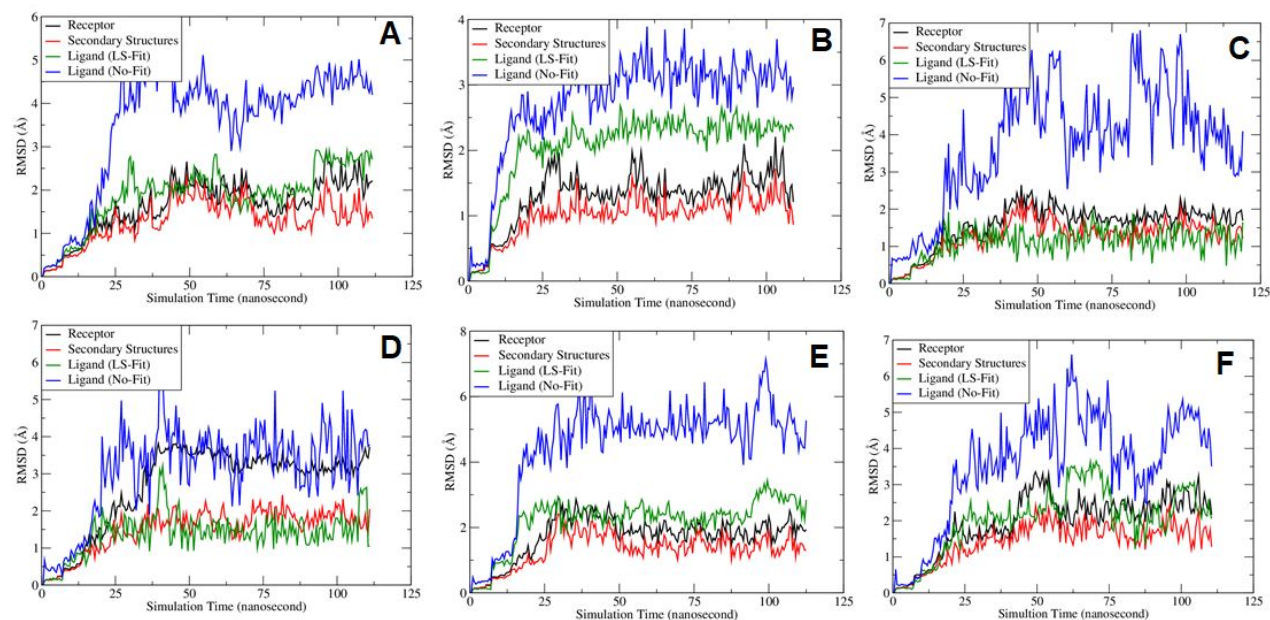 A
RMSD (Å)
6
5
4
3
2
1
0
Receptor
Secondary Structures
Ligand (LS-Fit)
Ligand (No-Fit)
0 25 50 75 100 125
Simulation Time (nanosecond)
B
RMSD (Å)
4
3
2
1
0
Receptor
Secondary Structures
Ligand (LS-Fit)
Ligand (No-Fit)
0 25 50 75 100 125
Simulation Time (nanosecond)
C
RMSD (Å)
7
6
5
4
3
2
1
0
Receptor
Secondary Structures
Ligand (LS-Fit)
Ligand (No-Fit)
0 25 50 75 100 125
Simulation Time (nanosecond)
D
RMSD (Å)
7
6
5
4
3
2
1
0
Receptor
Secondary Structures
Ligand (LS-Fit)
Ligand (No-Fit)
0 25 50 75 100 125
Simulation Time (nanosecond)
E
RMSD (Å)
8
6
4
2
0
Receptor
Secondary Structures
Ligand (LS-Fit)
Ligand (No-Fit)
0 25 50 75 100 125
Simulltion Time (nanosecond)
F
RMSD (Å)
7
6
5
4
3
2
1
0
Receptor
Secondary Structures
Ligand (LS-Fit)
Ligand (No-Fit)
0 25 50 75 100 125
Simulation Time (nanosecond)